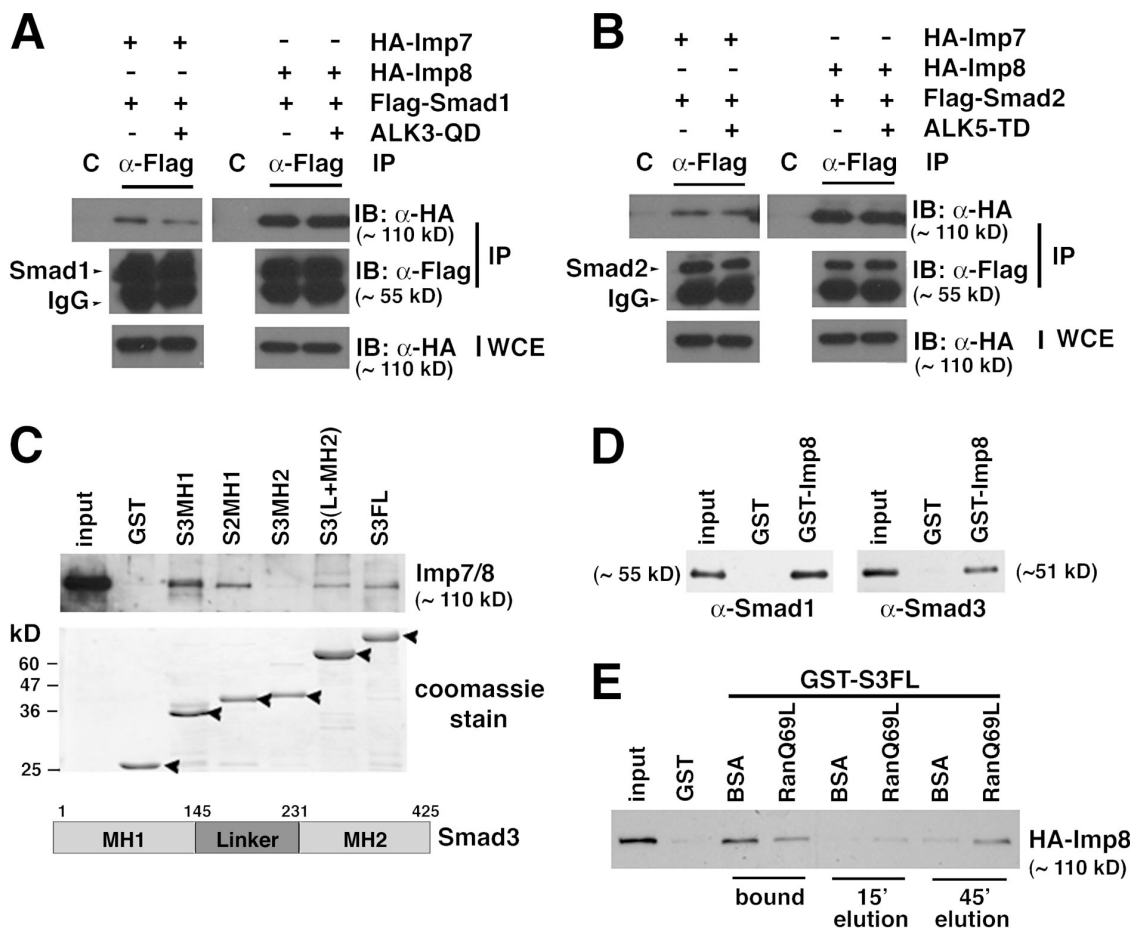 A
+ + - - HA-Imp7
- - + + HA-Imp8
+ + + + Flag-Smad1
- + - + ALK3-QD
C α-Flag C α-Flag IP
IB: α-HA
(~ 110 kD)
Smad1
IgG
IB: α-Flag
(~ 55 kD)
IP
IB: α-HA
(~ 110 kD)
WCE
B
+ + - - HA-Imp7
- - + + HA-Imp8
+ + + + Flag-Smad2
- + - + ALK5-TD
C α-Flag C α-Flag IP
IB: α-HA
(~ 110 kD)
Smad2
IgG
IB: α-Flag
(~ 55 kD)
IP
IB: α-HA
(~ 110 kD)
WCE
C
input GST S3MH1 S2MH1 S3MH2 S3(L+MH2) S3FL
Imp7/8
(~ 110 kD)
kD
60
47
36
25
coomassie
stain
1 145 231 425
MH1 Linker MH2 Smad3
D
input GST GST-Imp8 input GST GST-Imp8
(~ 55 kD) (~51 kD)
α-Smad1 α-Smad3
E
GST-S3FL
input GST BSA RanQ69L BSA RanQ69L BSA RanQ69L
HA-Imp8
(~ 110 kD)
bound 15' 45'
elution elution